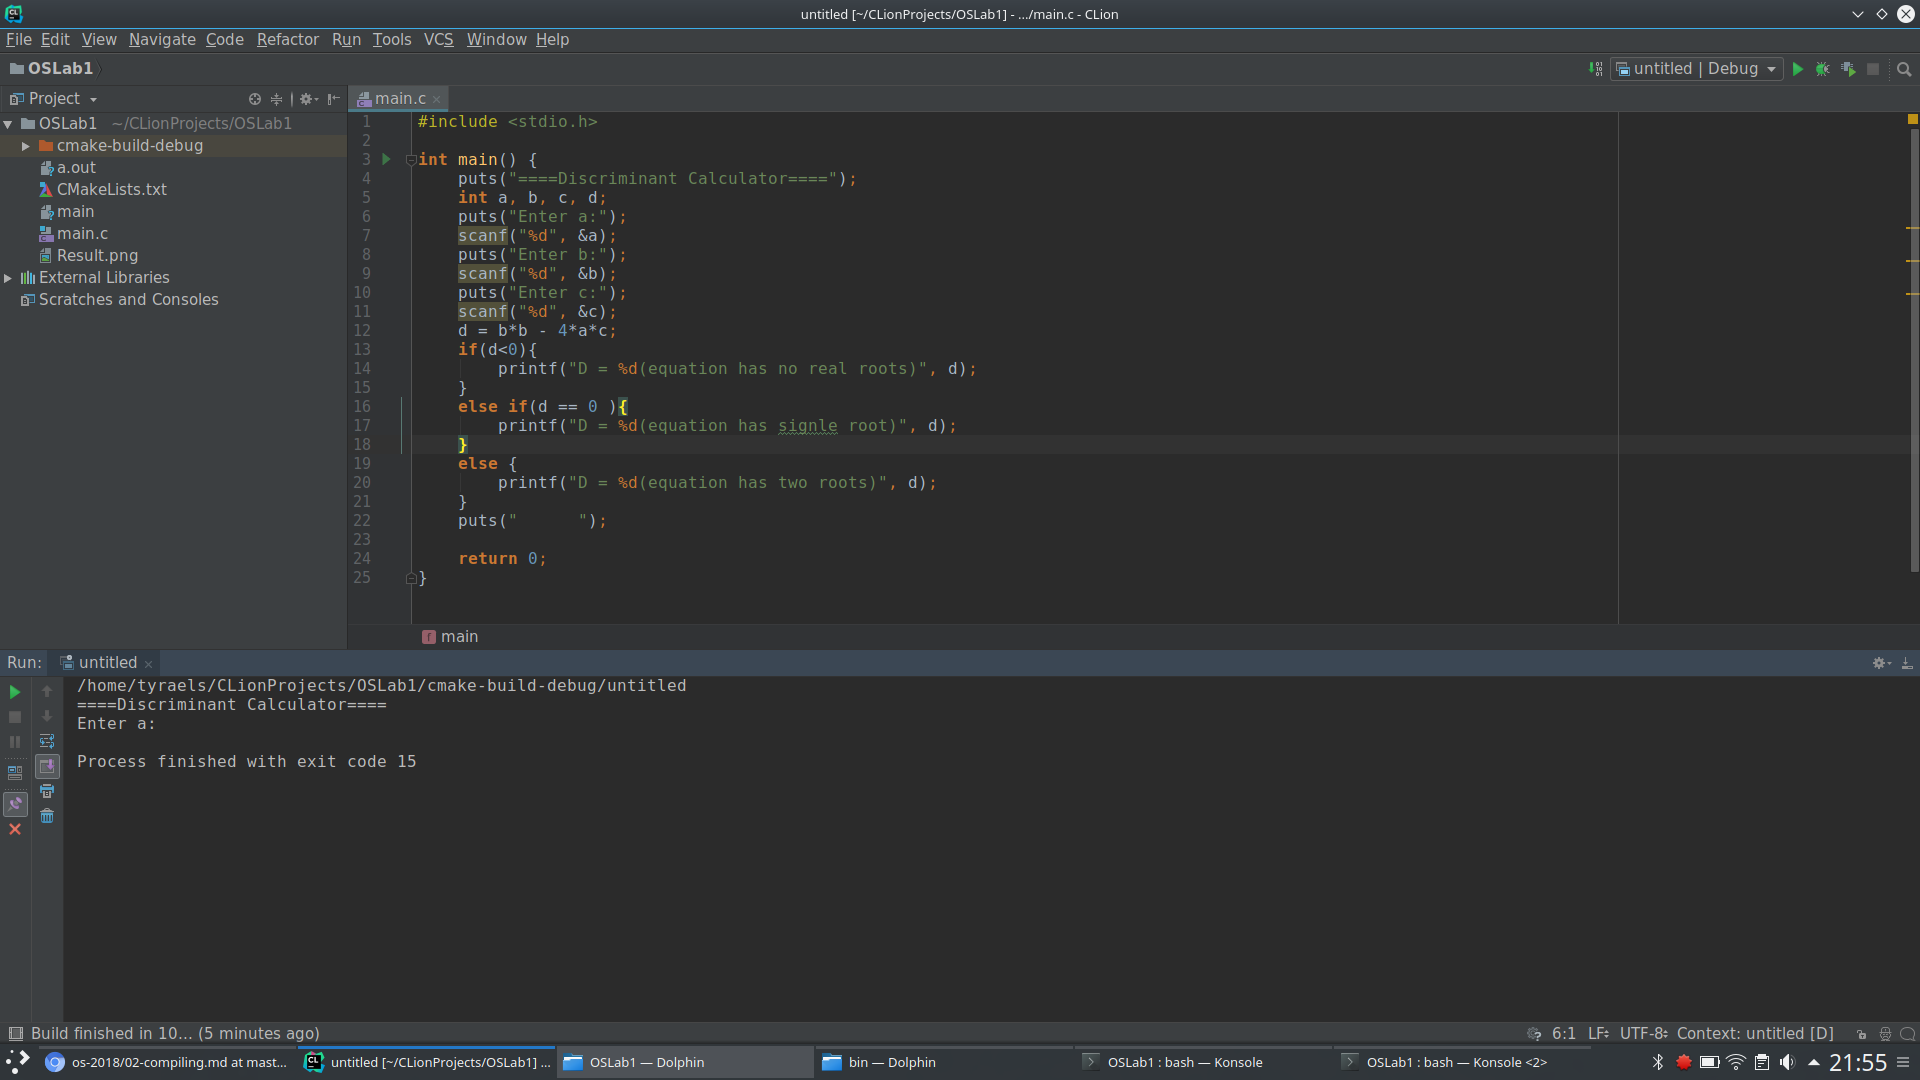 untitled [~/CLionProjects/OSLab1] - .../main.c - CLion
File Edit View Navigate Code Refactor Run Tools VCS Window Help
OSLab1
untitled | Debug
Project
main.c
OSLab1 ~/CLionProjects/OSLab1
cmake-build-debug
a.out
CMakeLists.txt
main
main.c
Result.png
External Libraries
Scratches and Consoles
1 #include <stdio.h>
2
3 int main() {
4 puts("====Discriminant Calculator====");
5 int a, b, c, d;
6 puts("Enter a:");
7 scanf("%d", &a);
8 puts("Enter b:");
9 scanf("%d", &b);
10 puts("Enter c:");
11 scanf("%d", &c);
12 d = b*b - 4*a*c;
13 if(d<0){
14 printf("D = %d(equation has no real roots)", d);
15 }
16 else if(d == 0 ){
17 printf("D = %d(equation has signle root)", d);
18 }
19 else {
20 printf("D = %d(equation has two roots)", d);
21 }
22 puts("      ");
23
24 return 0;
25 }
f main
Run: untitled
/home/tyraels/CLionProjects/OSLab1/cmake-build-debug/untitled
====Discriminant Calculator====
Enter a:
Process finished with exit code 15
Build finished in 10... (5 minutes ago)
6:1 LF UTF-8 Context: untitled [D]
os-2018/02-compiling.md at mast...
CL
untitled [~/CLionProjects/OSLab1] ...
OSLab1 — Dolphin
bin — Dolphin
OSLab1 : bash — Konsole
OSLab1 : bash — Konsole <2>
21:55